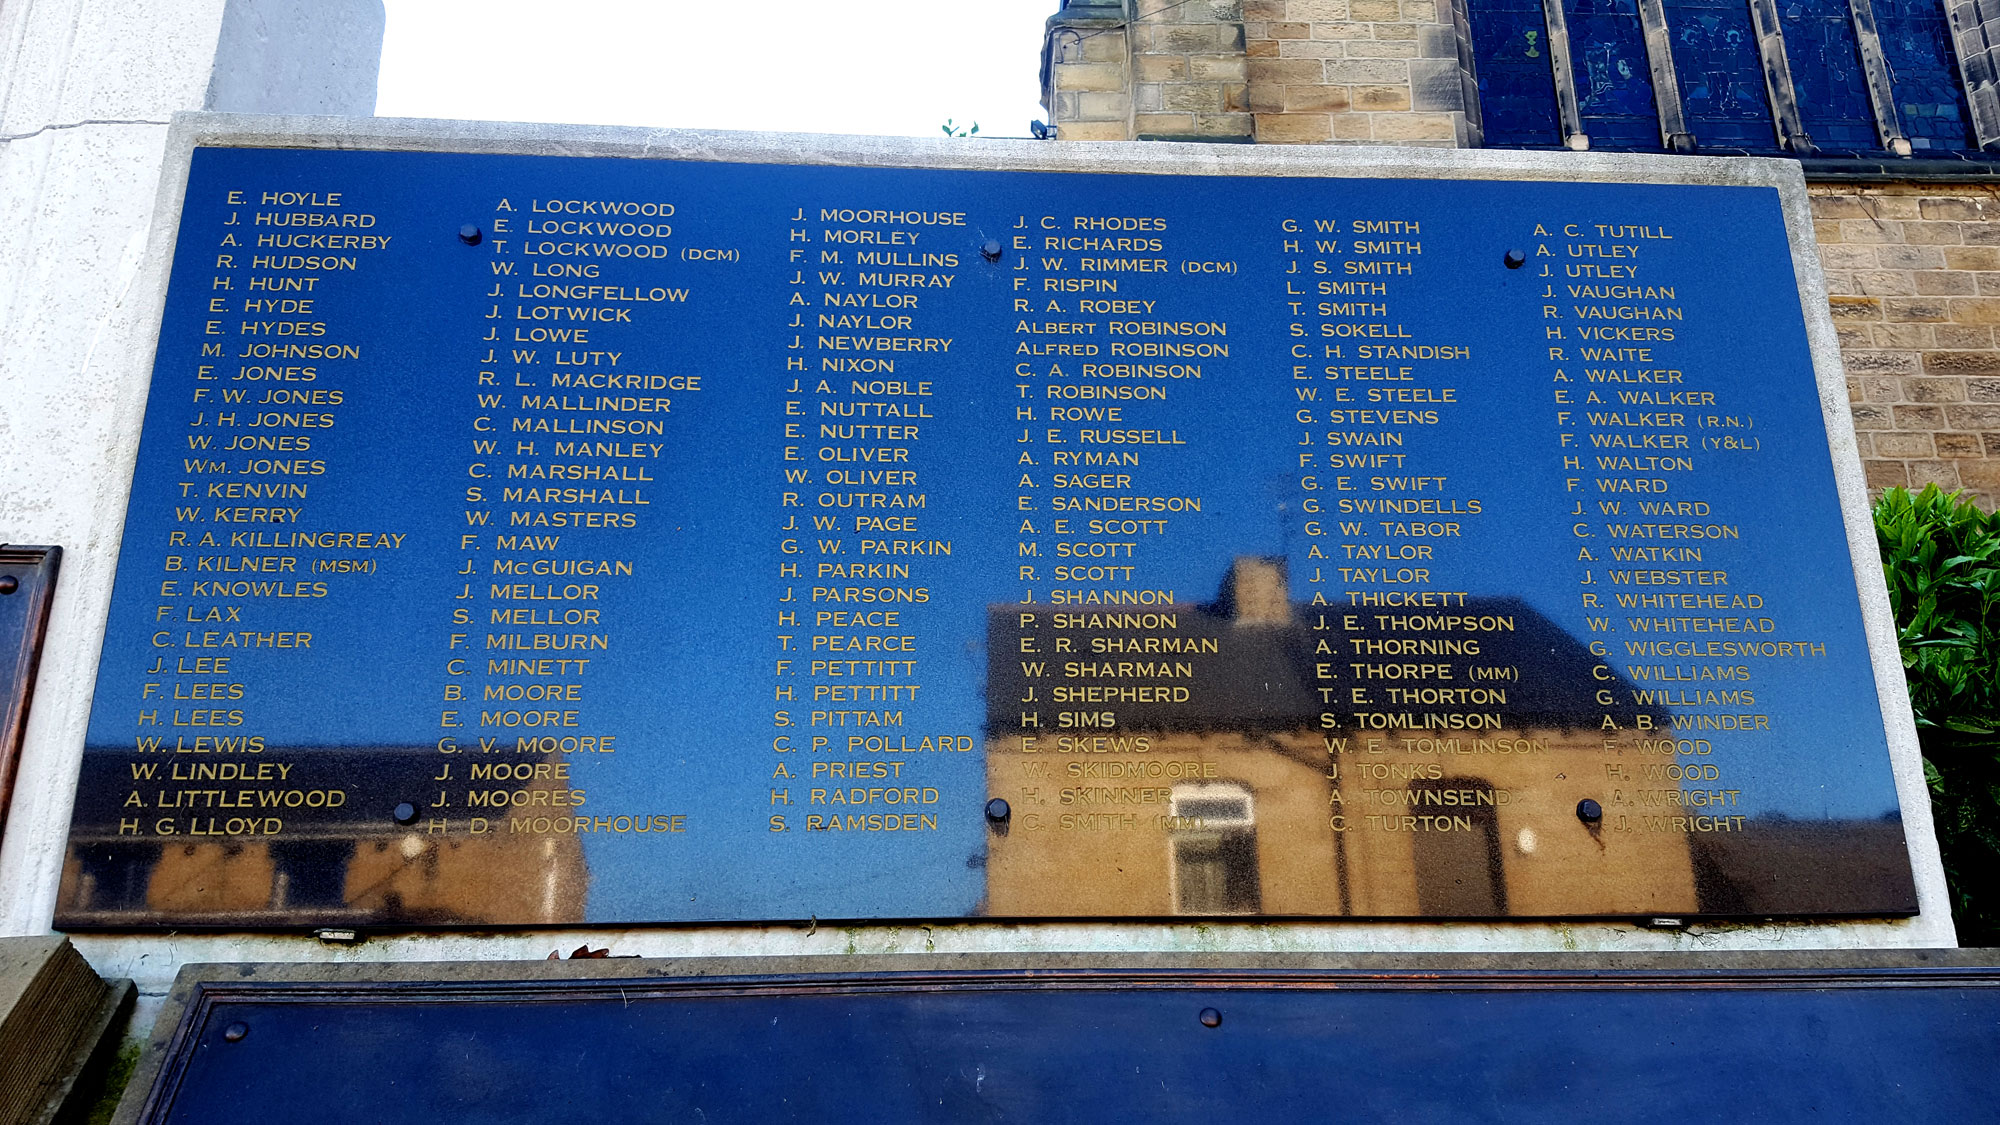 E. HOYLE
J. HUBBARD
A. HUCKERBY
R. HUDSON
H. HUNT
E. HYDE
E. HYDES
M. JOHNSON
E. JONES
F. W. JONES
J. H. JONES
W. JONES
WM. JONES
T. KENVIN
W. KERRY
R. A. KILLINGREAY
B. KILNER (MSM)
E. KNOWLES
F. LAX
C. LEATHER
J. LEE
F. LEES
H. LEES
W. LEWIS
W. LINDLEY
A. LITTLEWOOD
H. G. LLOYD
A. LOCKWOOD
E. LOCKWOOD
T. LOCKWOOD (DCM)
W. LONG
J. LONGFELLOW
J. LOTWICK
J. LOWE
J. W. LUTY
R. L. MACKRIDGE
W. MALLINDER
C. MALLINSON
W. H. MANLEY
C. MARSHALL
S. MARSHALL
W. MASTERS
F. MAW
J. McGUIGAN
J. MELLOR
S. MELLOR
F. MILBURN
C. MINETT
B. MOORE
E. MOORE
G. V. MOORE
J. MOORE
J. MOORES
H. D. MOORHOUSE
J. MOORHOUSE
H. MORLEY
F. M. MULLINS
J. W. MURRAY
A. NAYLOR
J. NAYLOR
J. NEWBERRY
H. NIXON
J. A. NOBLE
E. NUTTALL
E. NUTTER
E. OLIVER
W. OLIVER
R. OUTRAM
J. W. PAGE
G. W. PARKIN
H. PARKIN
J. PARSONS
H. PEACE
T. PEARCE
F. PETTITT
H. PETTITT
S. PITTAM
C. P. POLLARD
A. PRIEST
H. RADFORD
S. RAMSDEN
J. C. RHODES
E. RICHARDS
J. W. RIMMER (DCM)
F. RISPIN
R. A. ROBEY
ALBERT ROBINSON
ALFRED ROBINSON
C. A. ROBINSON
T. ROBINSON
H. ROWE
J. E. RUSSELL
A. RYMAN
A. SAGER
E. SANDERSON
A. E. SCOTT
M. SCOTT
R. SCOTT
J. SHANNON
P. SHANNON
E. R. SHARMAN
W. SHARMAN
J. SHEPHERD
H. SIMS
E. SKEWS
W. SKIDMOORE
H. SKINNER
C. SMITH (MM)
G. W. SMITH
H. W. SMITH
J. S. SMITH
L. SMITH
T. SMITH
S. SOKELL
C. H. STANDISH
E. STEELE
W. E. STEELE
G. STEVENS
J. SWAIN
F. SWIFT
G. E. SWIFT
G. SWINDELLS
G. W. TABOR
A. TAYLOR
J. TAYLOR
A. THICKETT
J. E. THOMPSON
A. THORNING
E. THORPE (MM)
T. E. THORTON
S. TOMLINSON
W. E. TOMLINSON
J. TONKS
A. TOWNSEND
C. TURTON
A. C. TUTILL
A. UTLEY
J. UTLEY
J. VAUGHAN
R. VAUGHAN
H. VICKERS
R. WAITE
A. WALKER
E. A. WALKER
F. WALKER (R.N.)
F. WALKER (Y&L)
H. WALTON
F. WARD
J. W. WARD
C. WATERSON
A. WATKIN
J. WEBSTER
R. WHITEHEAD
W. WHITEHEAD
G. WIGGLESWORTH
C. WILLIAMS
G. WILLIAMS
A. B. WINDER
F. WOOD
H. WOOD
A. WRIGHT
J. WRIGHT